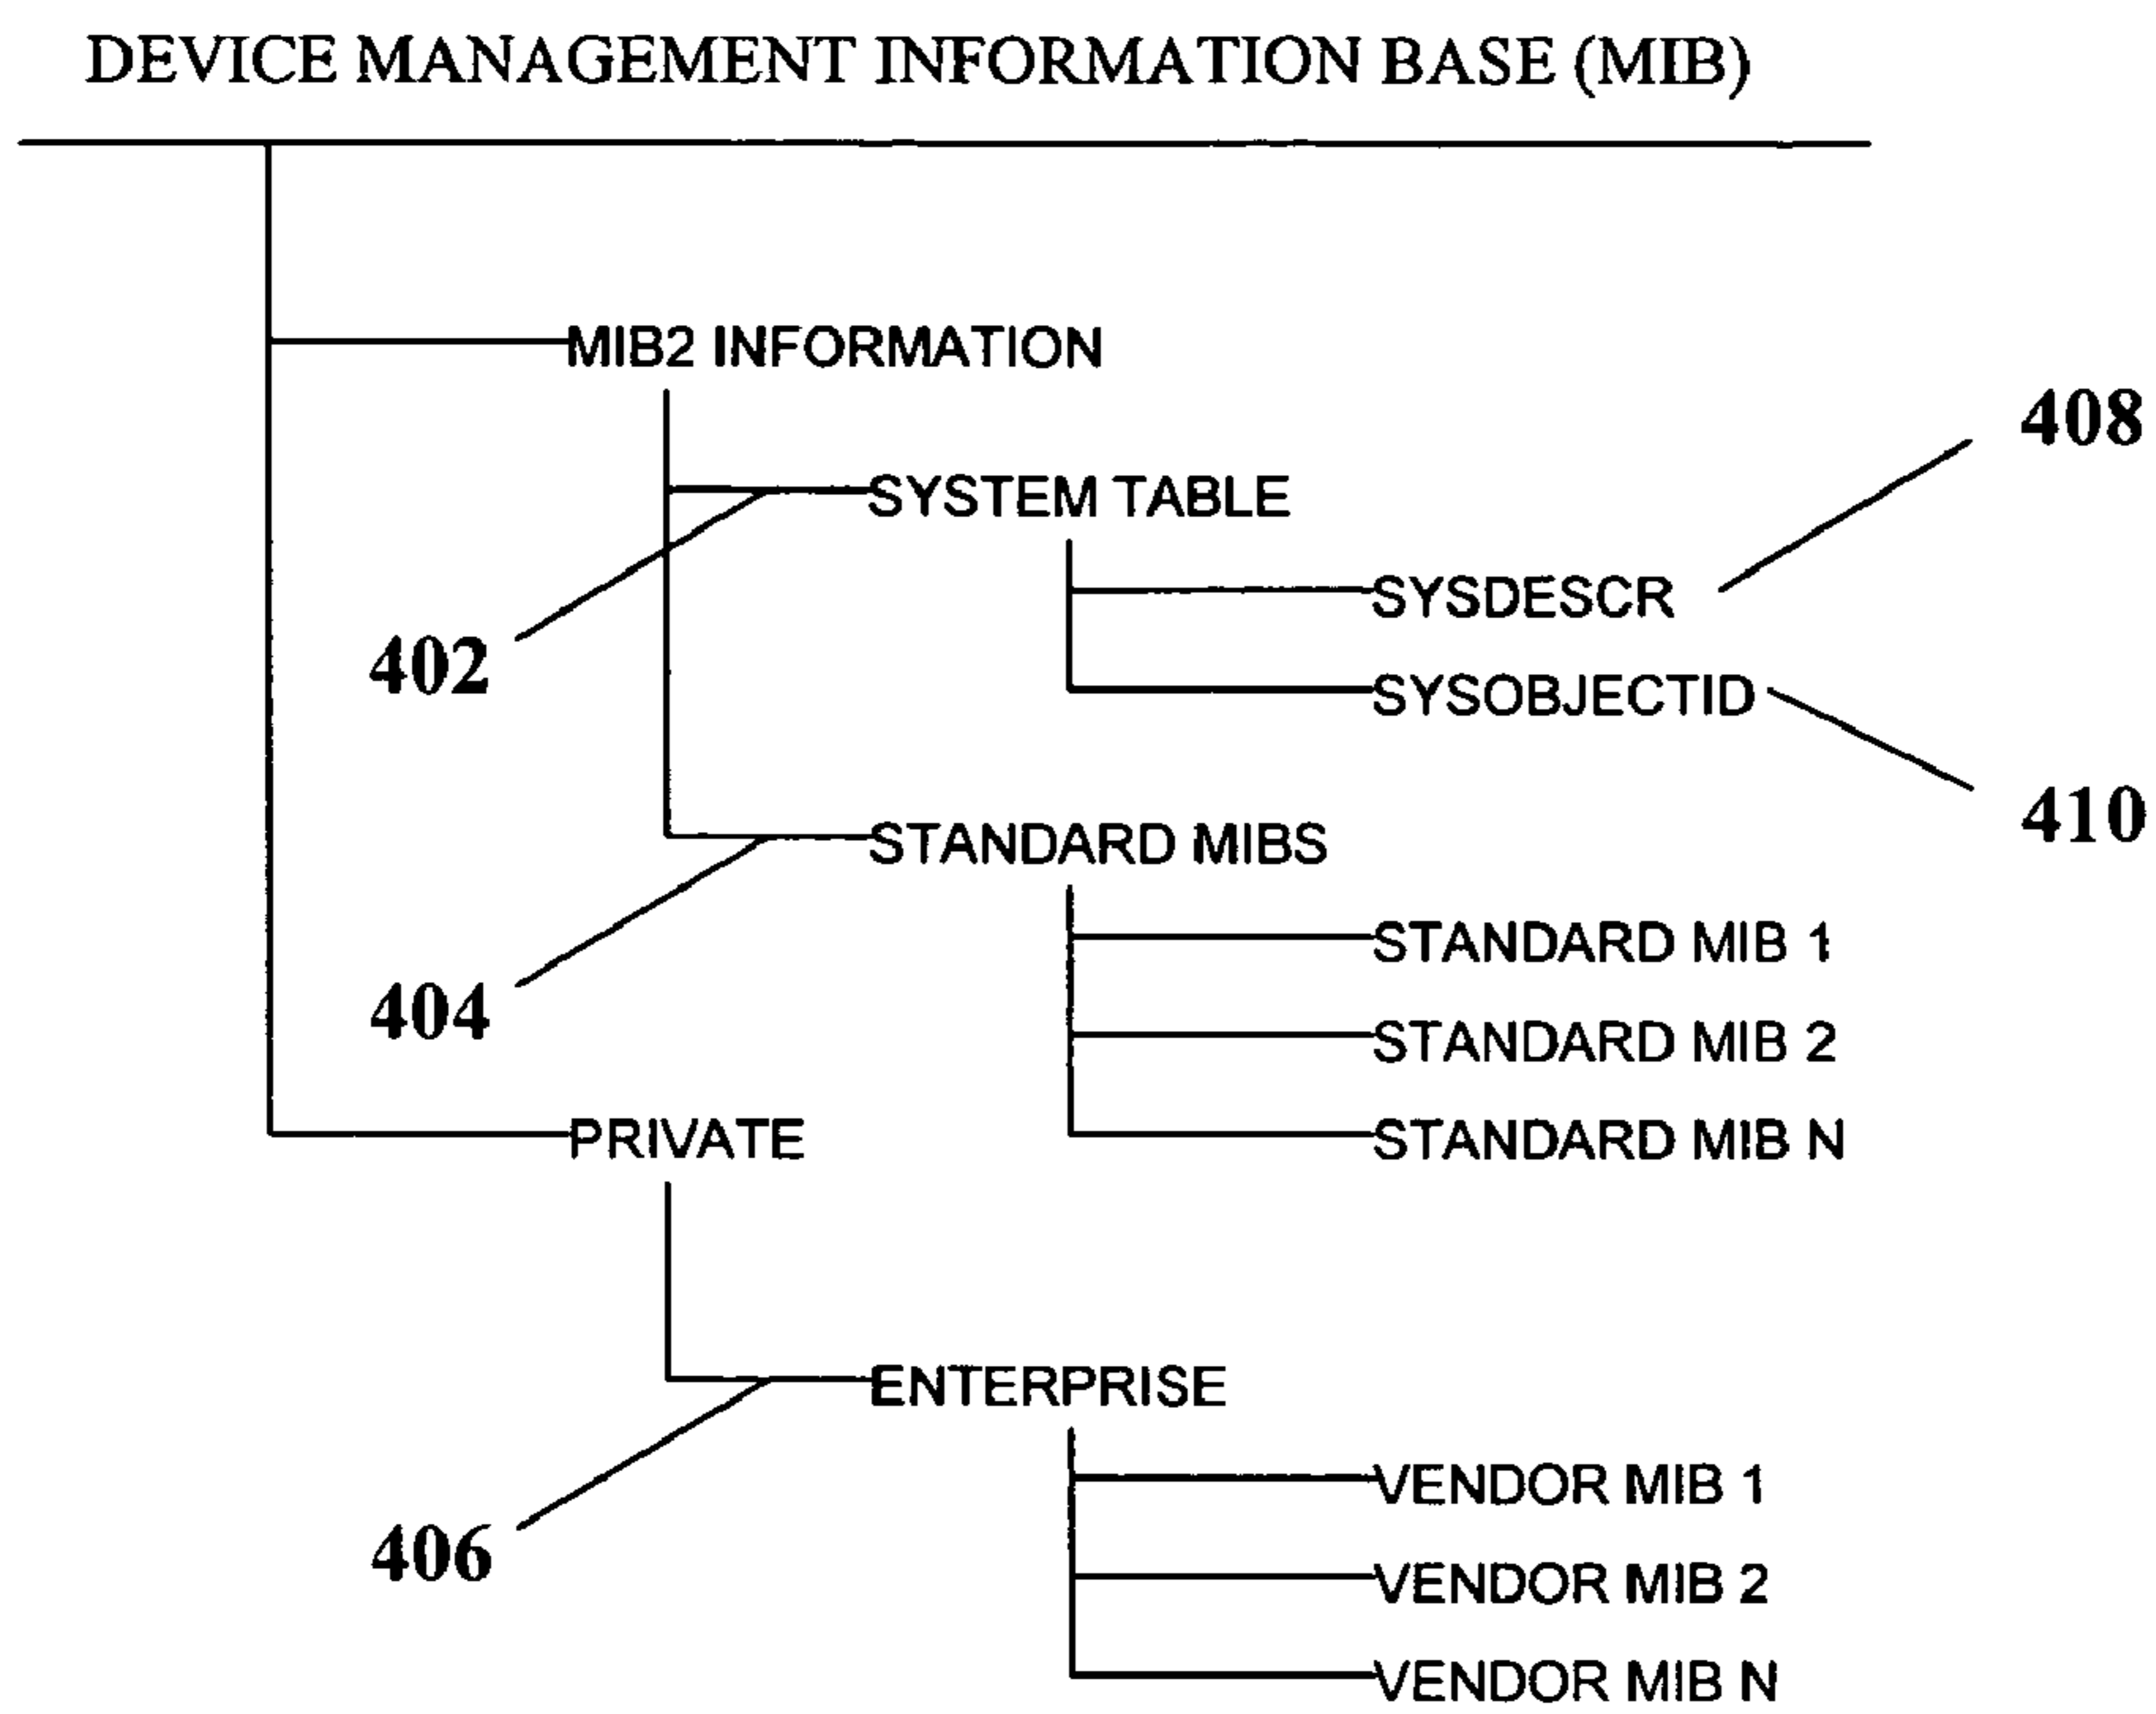 DEVICE MANAGEMENT INFORMATION BASE (MIB)
MIB2 INFORMATION
408
SYSTEM TABLE
SYSDESCR
402
SYSOBJECTID
410
STANDARD MIBS
STANDARD MIB 1
404
STANDARD MIB 2
PRIVATE
STANDARD MIB N
ENTERPRISE
VENDOR MIB 1
406
VENDOR MIB 2
VENDOR MIB N